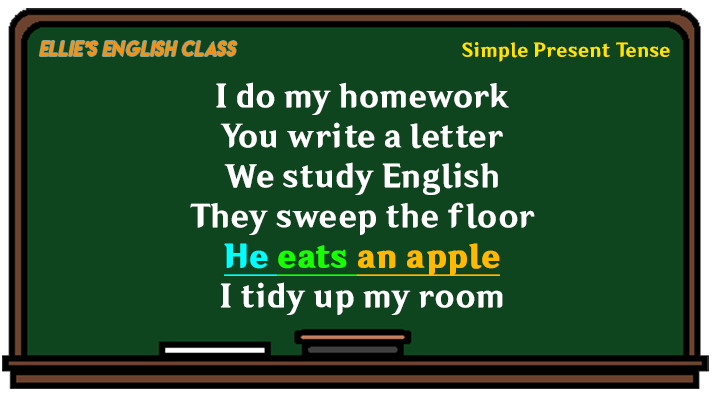 ELLIE'S ENGLISH CLASS
Simple Present Tense
I do my homework
You write a letter
We study English
They sweep the floor
He eats an apple
I tidy up my room